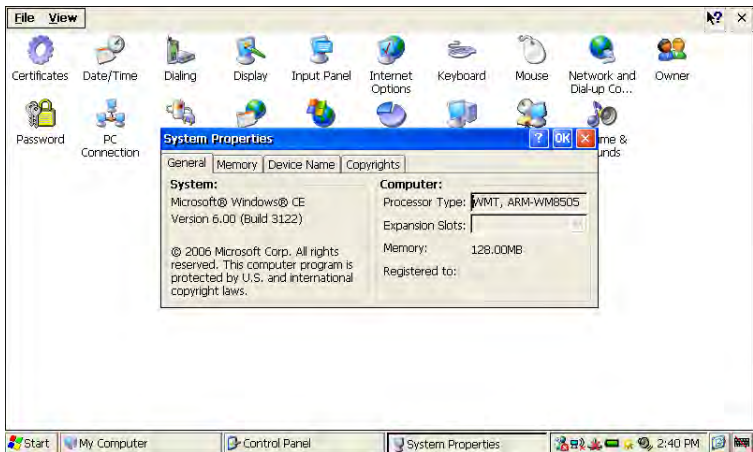 File View
Certificates Date/Time Dialing Display Input Panel Internet Options Keyboard Mouse Network and Dial-up Co... Owner
Password PC Connection me & unds
System Properties ? OK
General Memory Device Name Copyrights
System:
Microsoft® Windows® CE
Version 6.00 (Build 3122)
© 2006 Microsoft Corp. All rights
reserved. This computer program is
protected by U.S. and international
copyright laws.
Computer:
Processor Type: WMT, ARM-WM8505
Expansion Slots:
Memory: 128.00MB
Registered to:
Start My Computer Control Panel System Properties 2:40 PM